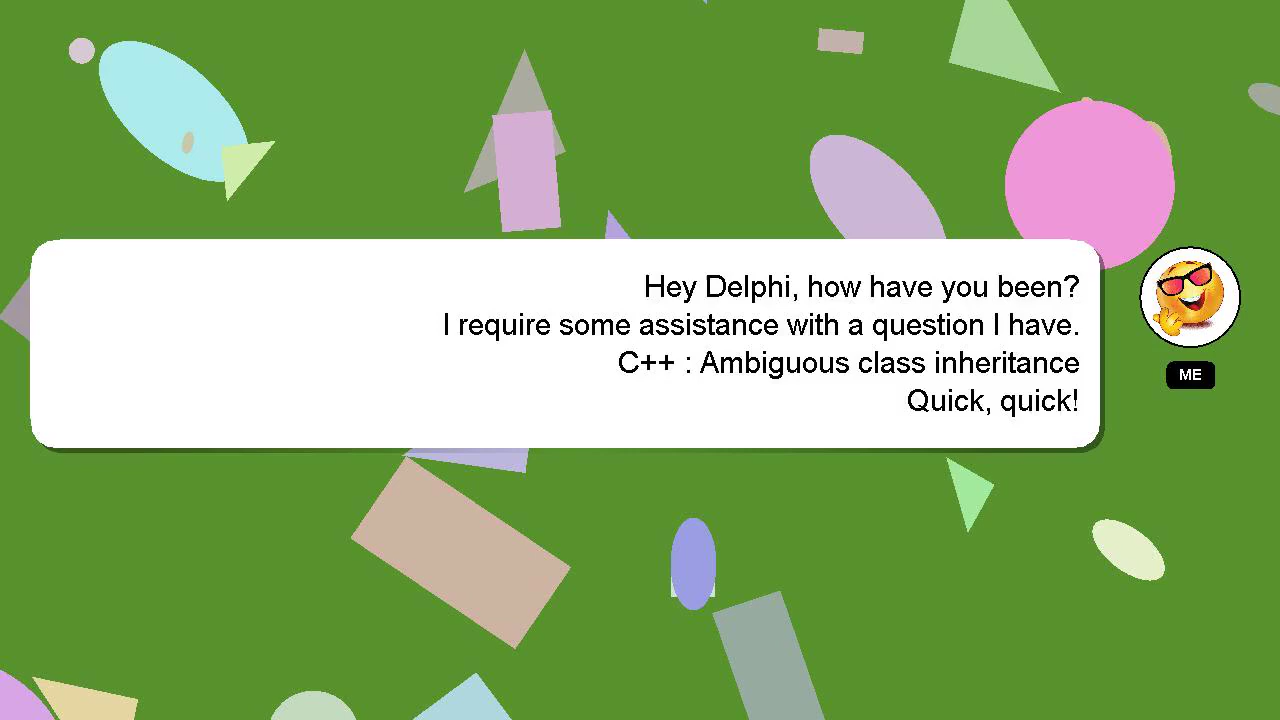 Hey Delphi, how have you been?
I require some assistance with a question I have.
C++ : Ambiguous class inheritance
Quick, quick!
ME